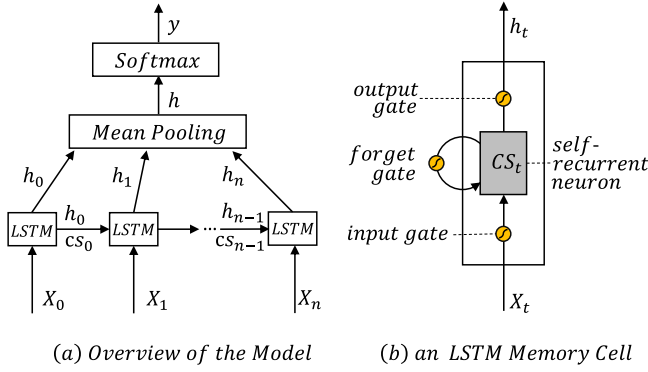 y
Softmax
h
Mean Pooling
h₀ h₁ hₙ
LSTM h₀ LSTM ⋯ hₙ₋₁ LSTM
cs₀ csₙ₋₁
X₀ X₁ Xₙ
(a) Overview of the Model
hₜ
output
gate
forget
gate
CSₜ
self-
recurrent
neuron
input gate
Xₜ
(b) an LSTM Memory Cell